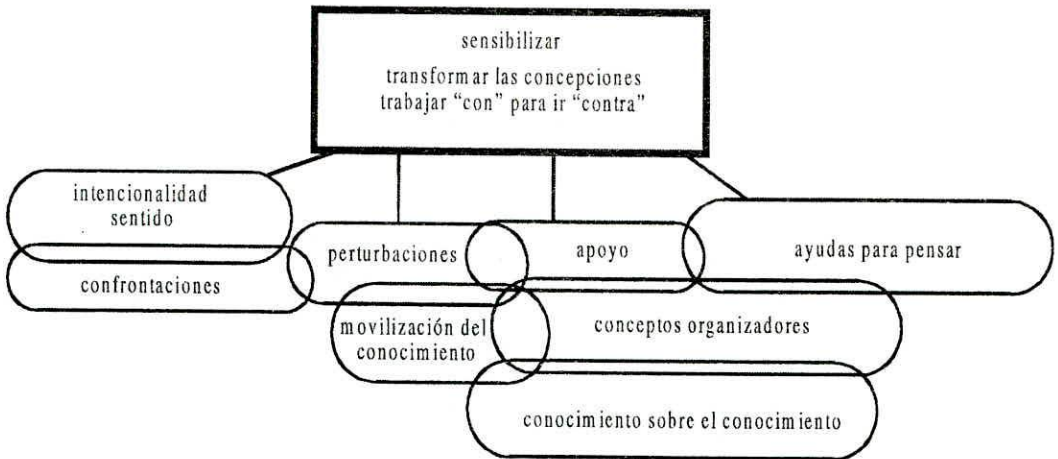 sensibilizar
transformar las concepciones
trabajar “con” para ir “contra”
intencionalidad
sentido
perturbaciones
apoyo
ayudas para pensar
confrontaciones
movilización del
conocimiento
conceptos organizadores
conocimiento sobre el conocimiento